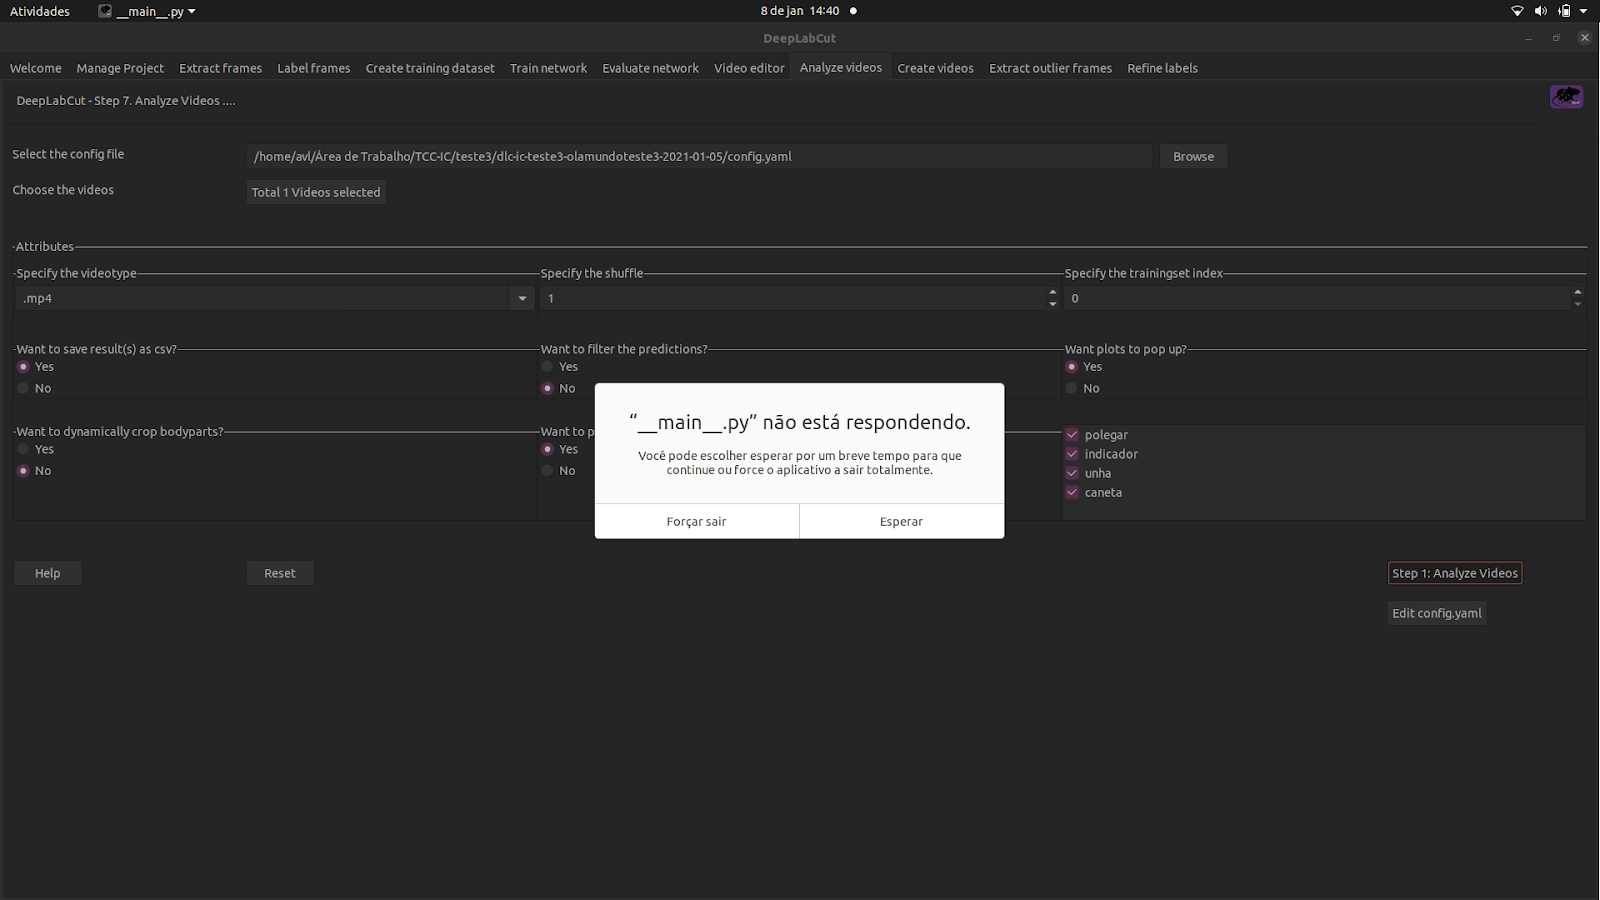 Atividades
__main__.py
8 de jan 14:40
DeepLabCut
Welcome Manage Project Extract frames Label frames Create training dataset Train network Evaluate network Video editor Analyze videos Create videos Extract outlier frames Refine labels
DeepLabCut - Step 7. Analyze Videos ....
Select the config file
/home/avl/Área de Trabalho/TCC-IC/teste3/dlc-ic-teste3-olamundoteste3-2021-01-05/config.yaml
Browse
Choose the videos
Total 1 Videos selected
Attributes
Specify the videotype
Specify the shuffle
Specify the trainingset index
.mp4
1
0
Want to save result(s) as csv?
Yes
No
Want to filter the predictions?
Yes
No
Want plots to pop up?
Yes
No
Want to dynamically crop bodyparts?
Yes
No
Want to p
Yes
No
polegar
indicador
unha
caneta
“__main__.py” não está respondendo.
Você pode escolher esperar por um breve tempo para que
continue ou force o aplicativo a sair totalmente.
Forçar sair
Esperar
Help
Reset
Step 1: Analyze Videos
Edit config.yaml